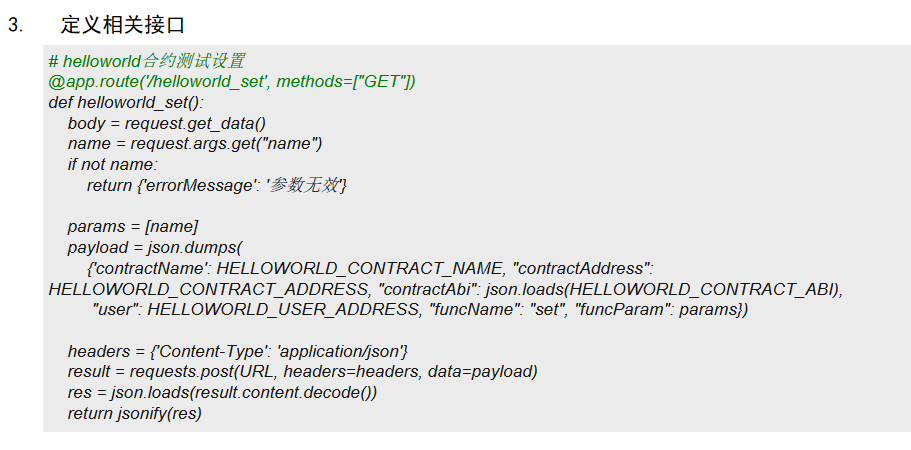 3. 定义相关接口
# helloworld合约测试设置
@app.route('/helloworld_set', methods=["GET"])
def helloworld_set():
body = request.get_data()
name = request.args.get("name")
if not name:
return {'errorMessage': '参数无效'}
params = [name]
payload = json.dumps(
{'contractName': HELLOWORLD_CONTRACT_NAME, "contractAddress":
HELLOWORLD_CONTRACT_ADDRESS, "contractAbi": json.loads(HELLOWORLD_CONTRACT_ABI),
"user": HELLOWORLD_USER_ADDRESS, "funcName": "set", "funcParam": params})
headers = {'Content-Type': 'application/json'}
result = requests.post(URL, headers=headers, data=payload)
res = json.loads(result.content.decode())
return jsonify(res)